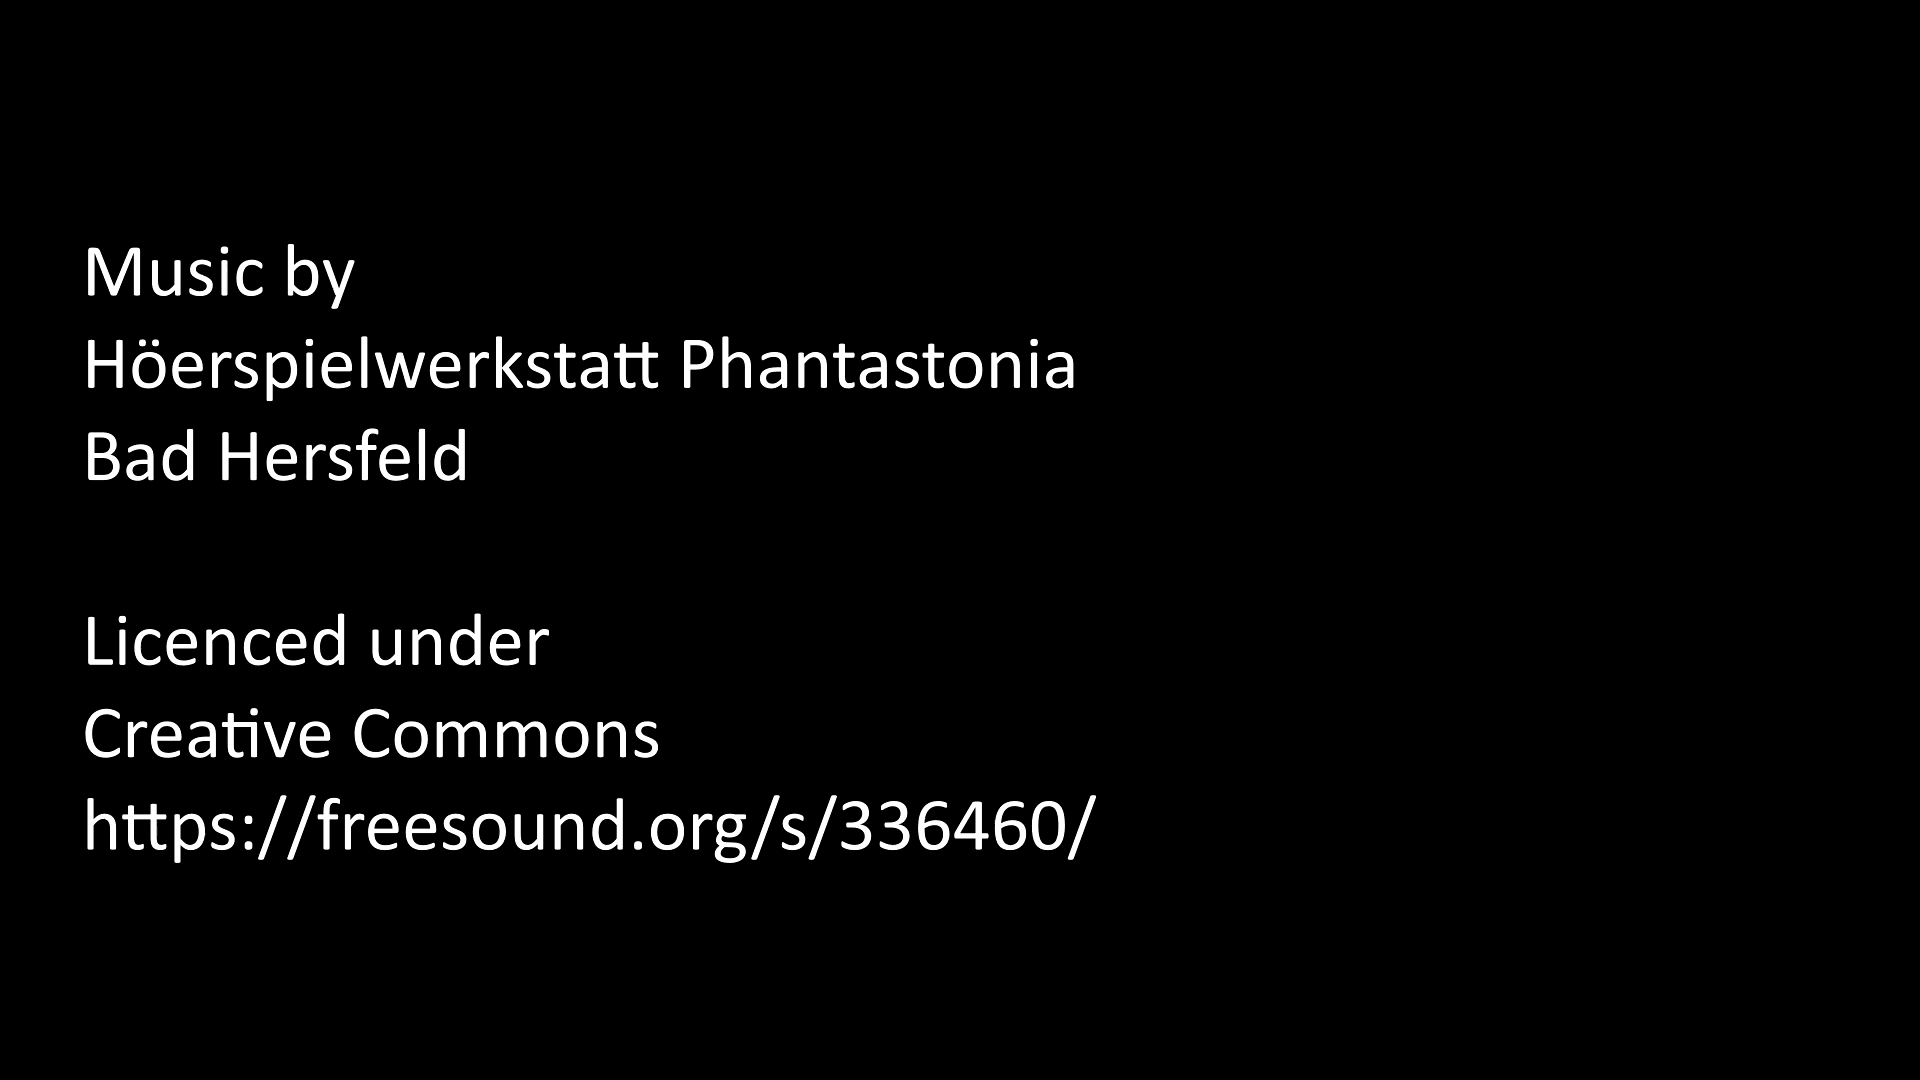 Music by
Höerspielwerkstatt Phantastonia
Bad Hersfeld
Licenced under
Creative Commons
https://freesound.org/s/336460/